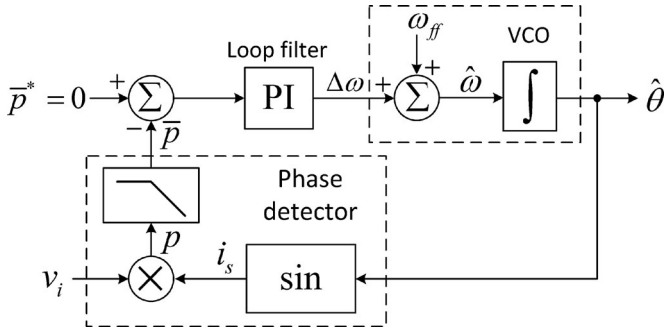 ω_ff
VCO
Loop filter
p̅* = 0
+
Σ
PI
Δω
+
+
Σ
ω̂
∫
θ̂
−
p̅
Phase
detector
p
v_i
×
i_s
sin